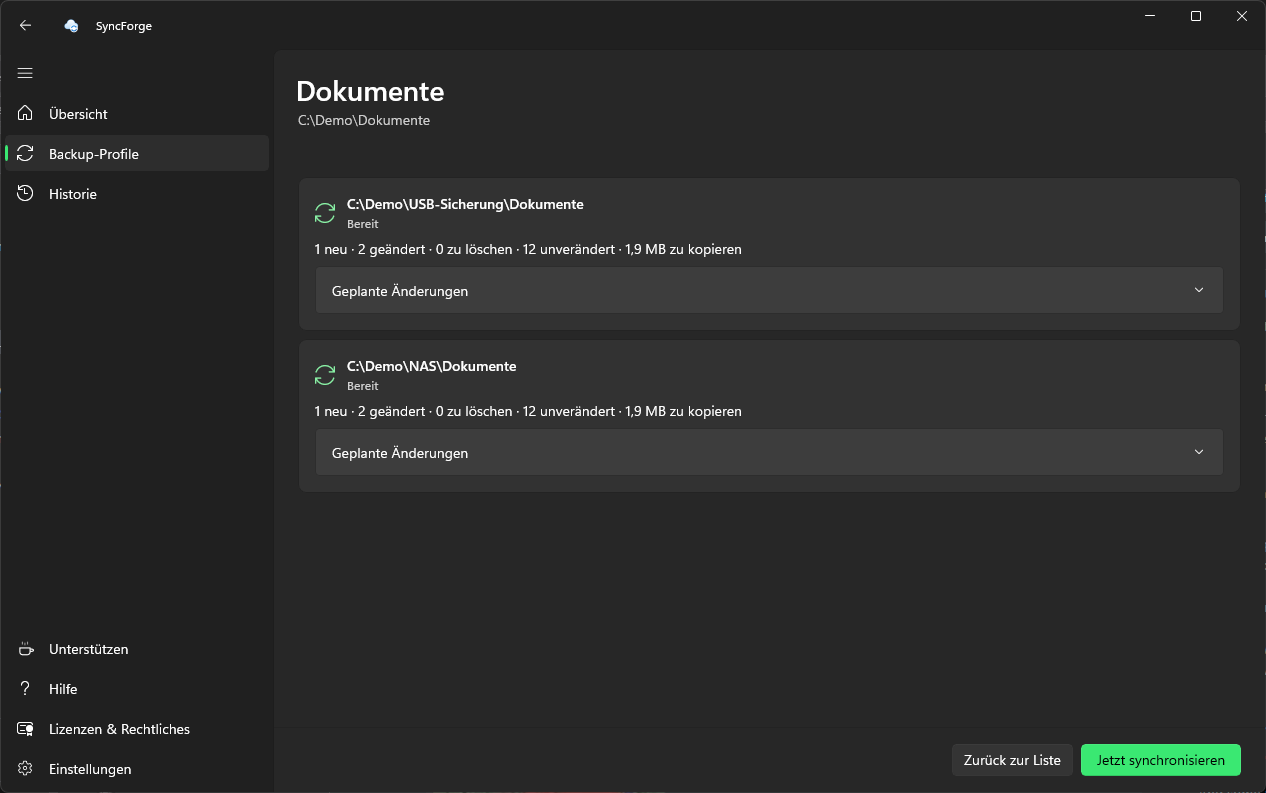 SyncForge
Übersicht
Backup-Profile
Historie
Dokumente
C:\Demo\Dokumente
C:\Demo\USB-Sicherung\Dokumente
Bereit
1 neu · 2 geändert · 0 zu löschen · 12 unverändert · 1,9 MB zu kopieren
Geplante Änderungen
C:\Demo\NAS\Dokumente
Bereit
1 neu · 2 geändert · 0 zu löschen · 12 unverändert · 1,9 MB zu kopieren
Geplante Änderungen
Unterstützen
Hilfe
Lizenzen & Rechtliches
Einstellungen
Zurück zur Liste
Jetzt synchronisieren